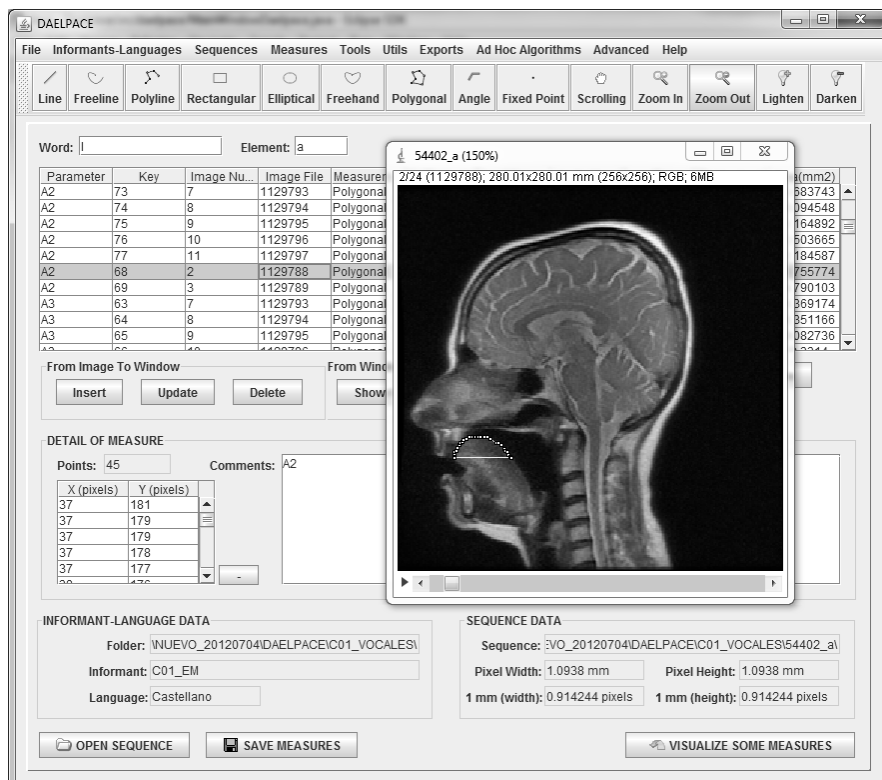 DAELPACE
File Informants-Languages Sequences Measures Tools Utils Exports Ad Hoc Algorithms Advanced Help
Line Freeline Polyline Rectangular Elliptical Freehand Polygonal Angle Fixed Point Scrolling Zoom In Zoom Out Lighten Darken
Word: l Element: a
54402_a (150%)
2/24 (1129788); 280.01x280.01 mm (256x256); RGB; 6MB
Parameter Key Image Nu... Image File Measurem a(mm2)
A2 73 7 1129793 Polygonal 683743
A2 74 8 1129794 Polygonal 094548
A2 75 9 1129795 Polygonal 164892
A2 76 10 1129796 Polygonal 503665
A2 77 11 1129797 Polygonal 184587
A2 68 2 1129788 Polygonal 755774
A2 69 3 1129789 Polygonal 790103
A3 63 7 1129793 Polygonal 369174
A3 64 8 1129794 Polygonal 351166
A3 65 9 1129795 Polygonal 082736
From Image To Window From Wind
Insert Update Delete Show
DETAIL OF MEASURE
Points: 45 Comments: A2
X (pixels) Y (pixels)
37 181
37 179
37 179
37 178
37 177
-
INFORMANT-LANGUAGE DATA
Folder: \NUEVO_20120704\DAELPACE\C01_VOCALES\
Informant: C01_EM
Language: Castellano
SEQUENCE DATA
Sequence: EVO_20120704\DAELPACE\C01_VOCALES\54402_a\
Pixel Width: 1.0938 mm Pixel Height: 1.0938 mm
1 mm (width): 0.914244 pixels 1 mm (height): 0.914244 pixels
OPEN SEQUENCE SAVE MEASURES VISUALIZE SOME MEASURES